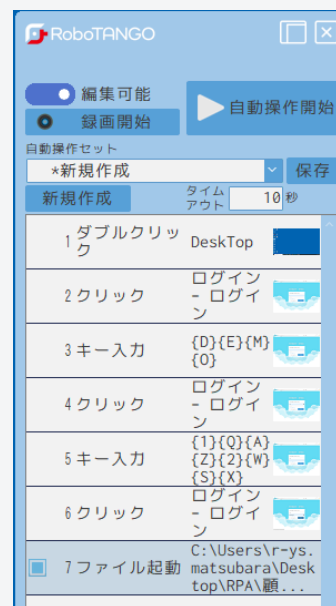 RoboTANGO
編集可能
録画開始
自動操作開始
自動操作セット
*新規作成
保存
新規作成
タイム
アウト
10 秒
1 ダブルクリッ
ク
DeskTop
2 クリック
ログイン
- ログイ
ン
3 キー入力
{D}{E}{M}
{O}
4 クリック
ログイン
- ログイ
ン
5 キー入力
{1}{Q}{A}
{Z}{2}{W}
{S}{X}
6 クリック
ログイン
- ログイ
ン
7 ファイル起動
C:\Users\r-ys.
matsubara\Desk
top\RPA\顧...